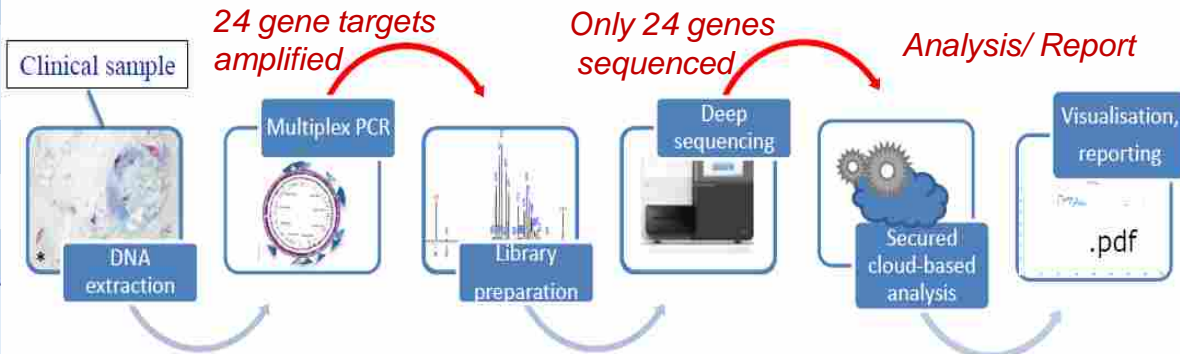 24 gene targets
amplified
Only 24 genes
sequenced
Analysis/ Report
Clinical sample
*
DNA
extraction
Multiplex PCR
Library
preparation
Deep
sequencing
Secured
cloud-based
analysis
Visualisation,
reporting
.pdf